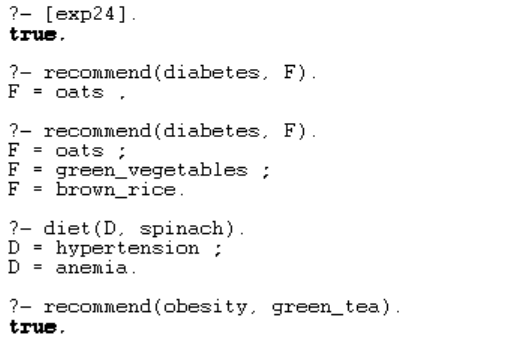 ?- [exp24].
true.
?- recommend(diabetes, F).
F = oats ,
?- recommend(diabetes, F).
F = oats ;
F = green_vegetables ;
F = brown_rice.
?- diet(D, spinach).
D = hypertension ;
D = anemia.
?- recommend(obesity, green_tea).
true.